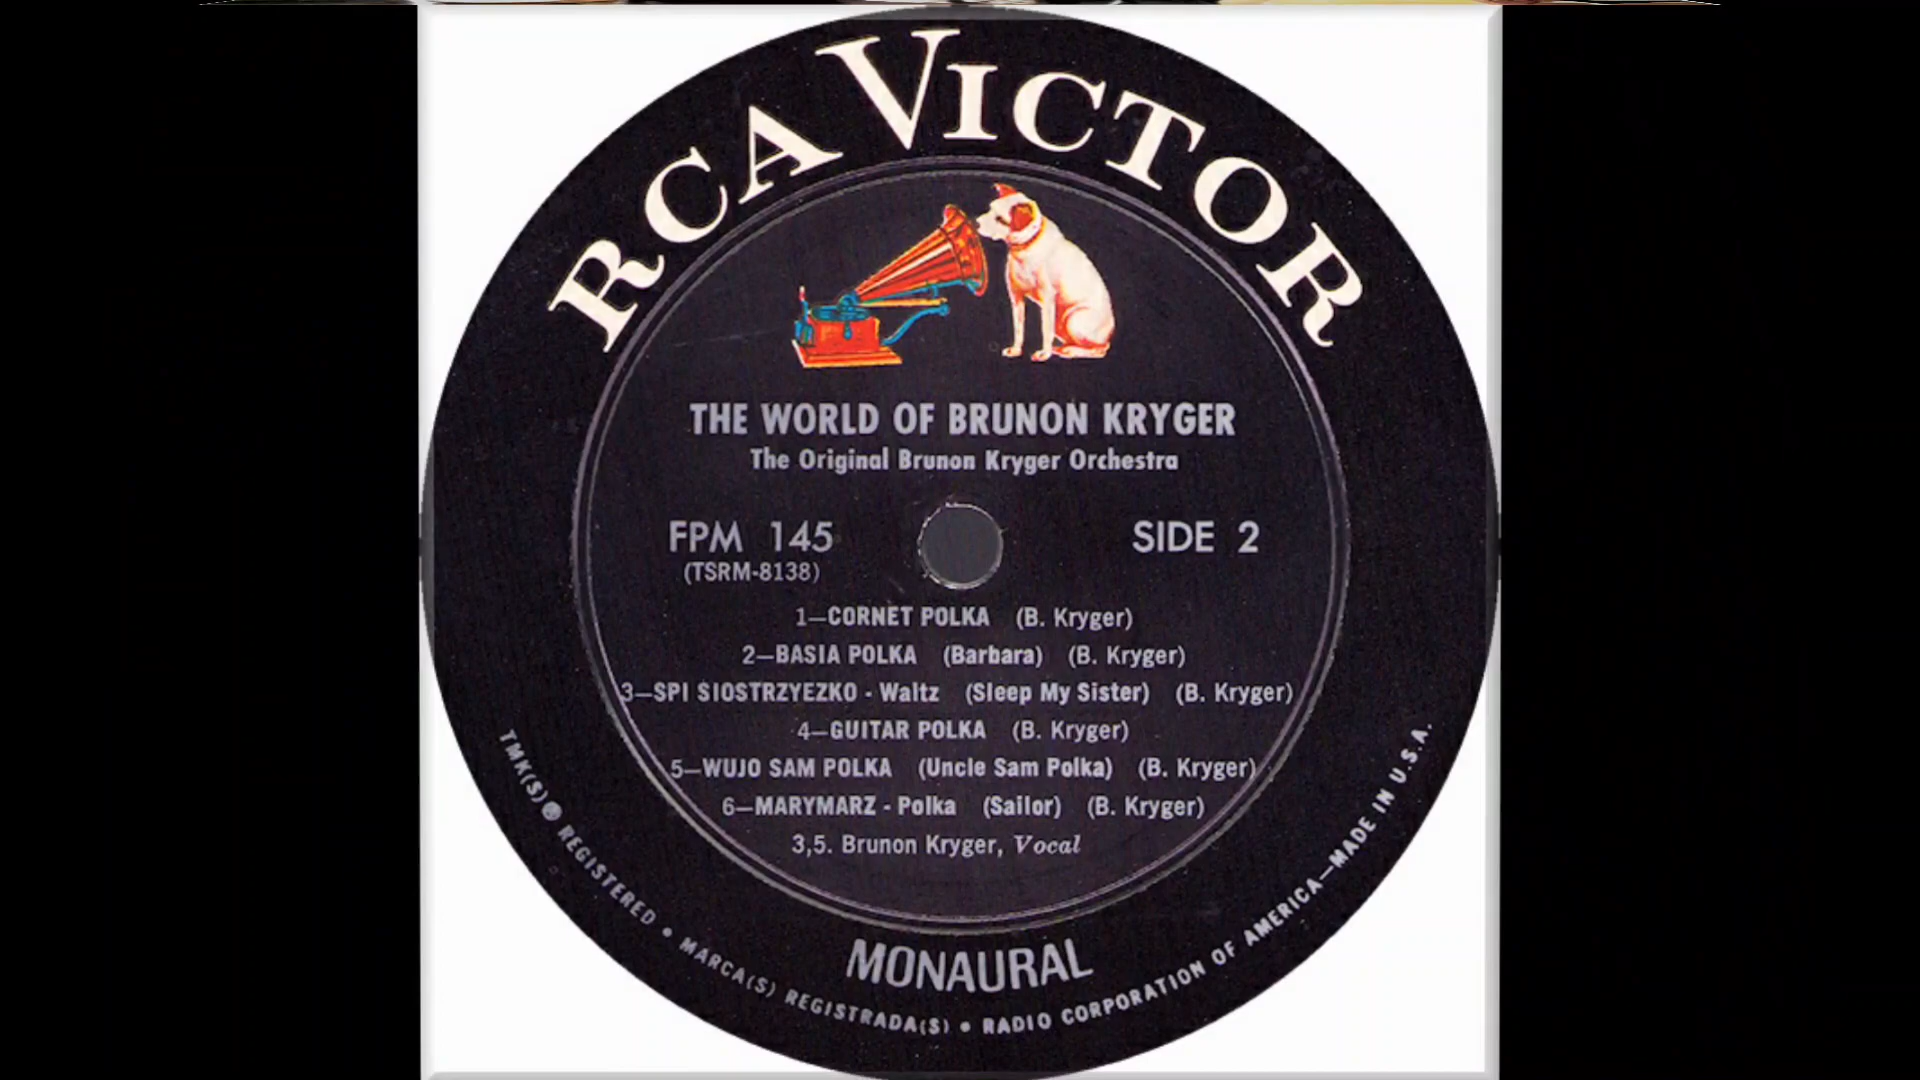 RCA VICTOR
THE WORLD OF BRUNON KRYGER
The Original Brunon Kryger Orchestra
FPM 145
(TSRM-8138)
SIDE 2
1—CORNET POLKA (B. Kryger)
2—BASIA POLKA (Barbara) (B. Kryger)
3—SPI SIOSTRZYEZKO - Waltz (Sleep My Sister) (B. Kryger)
4—GUITAR POLKA (B. Kryger)
5—WUJO SAM POLKA (Uncle Sam Polka) (B. Kryger)
6—MARYMARZ - Polka (Sailor) (B. Kryger)
3,5. Brunon Kryger, Vocal
MONAURAL
TMK(S) ® REGISTERED • MARCA(S) REGISTRADA(S) • RADIO CORPORATION OF AMERICA—MADE IN U.S.A.